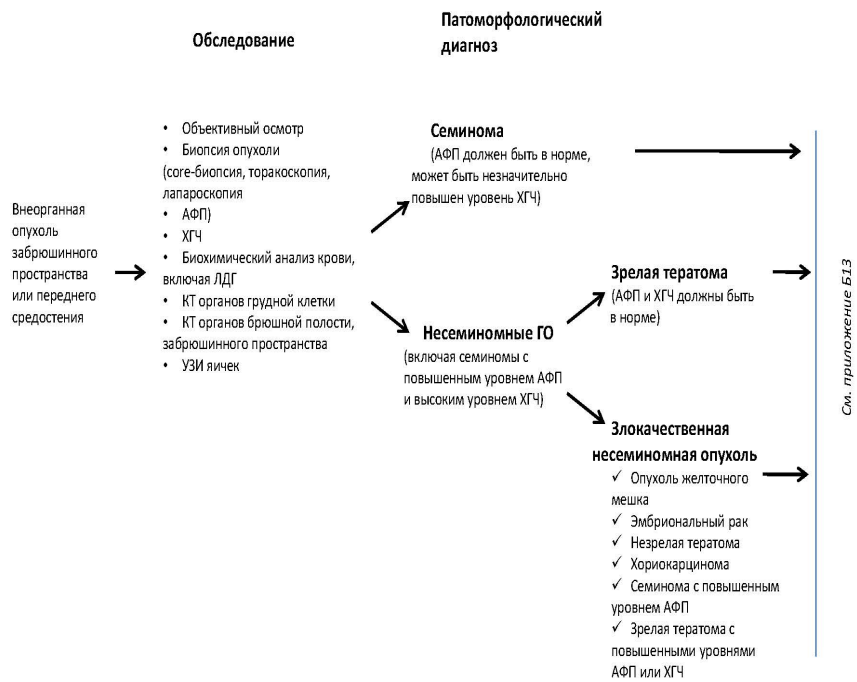 Обследование
Патоморфологический
диагноз
Внеорганная
опухоль
забрюшинного
пространства
или переднего
средостения
• Объективный осмотр
• Биопсия опухоли
(core-биопсия, торакоскопия,
лапароскопия
• АФП)
• ХГЧ
• Биохимический анализ крови,
включая ЛДГ
• КТ органов грудной клетки
• КТ органов брюшной полости,
забрюшинного пространства
• УЗИ яичек
Семинома
(АФП должен быть в норме,
может быть незначительно
повышен уровень ХГЧ)
Несеминомные ГО
(включая семиномы с
повышенным уровнем АФП
и высоким уровнем ХГЧ)
Зрелая тератома
(АФП и ХГЧ должны быть
в норме)
Злокачественная
несеминомная опухоль
✓ Опухоль желточного
мешка
✓ Эмбриональный рак
✓ Незрелая тератома
✓ Хориокарцинома
✓ Семинома с повышенным
уровнем АФП
✓ Зрелая тератома с
повышенными уровнями
АФП или ХГЧ
См. приложение Б13